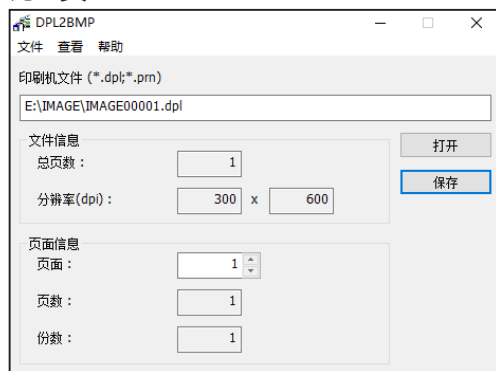 DPL2BMP
文件 查看 帮助
印刷机文件 (*.dpl;*.prn)
E:\IMAGE\IMAGE00001.dpl
打开
保存
文件信息
总页数： 1
分辨率(dpi)： 300 x 600
页面信息
页面： 1
页数： 1
份数： 1